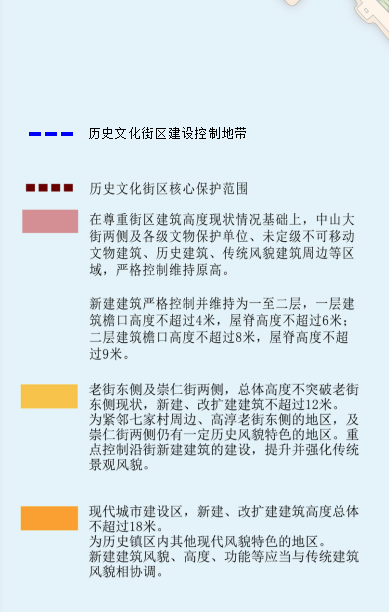 历史文化街区建设控制地带
历史文化街区核心保护范围
在尊重街区建筑高度现状情况基础上，中山大
街两侧及各级文物保护单位、未定级不可移动
文物建筑、历史建筑、传统风貌建筑周边等区
域，严格控制维持原高。
新建建筑严格控制并维持为一至二层，一层建
筑檐口高度不超过4米，屋脊高度不超过6米；
二层建筑檐口高度不超过8米，屋脊高度不超
过9米。
老街东侧及崇仁街两侧，总体高度不突破老街
东侧现状，新建、改扩建建筑不超过12米。
为紧邻七家村周边、高淳老街东侧的地区，及
崇仁街两侧仍有一定历史风貌特色的地区。重
点控制沿街新建建筑的建设，提升并强化传统
景观风貌。
现代城市建设区，新建、改扩建建筑高度总体
不超过18米。
为历史镇区内其他现代风貌特色的地区。
新建建筑风貌、高度、功能等应当与传统建筑
风貌相协调。